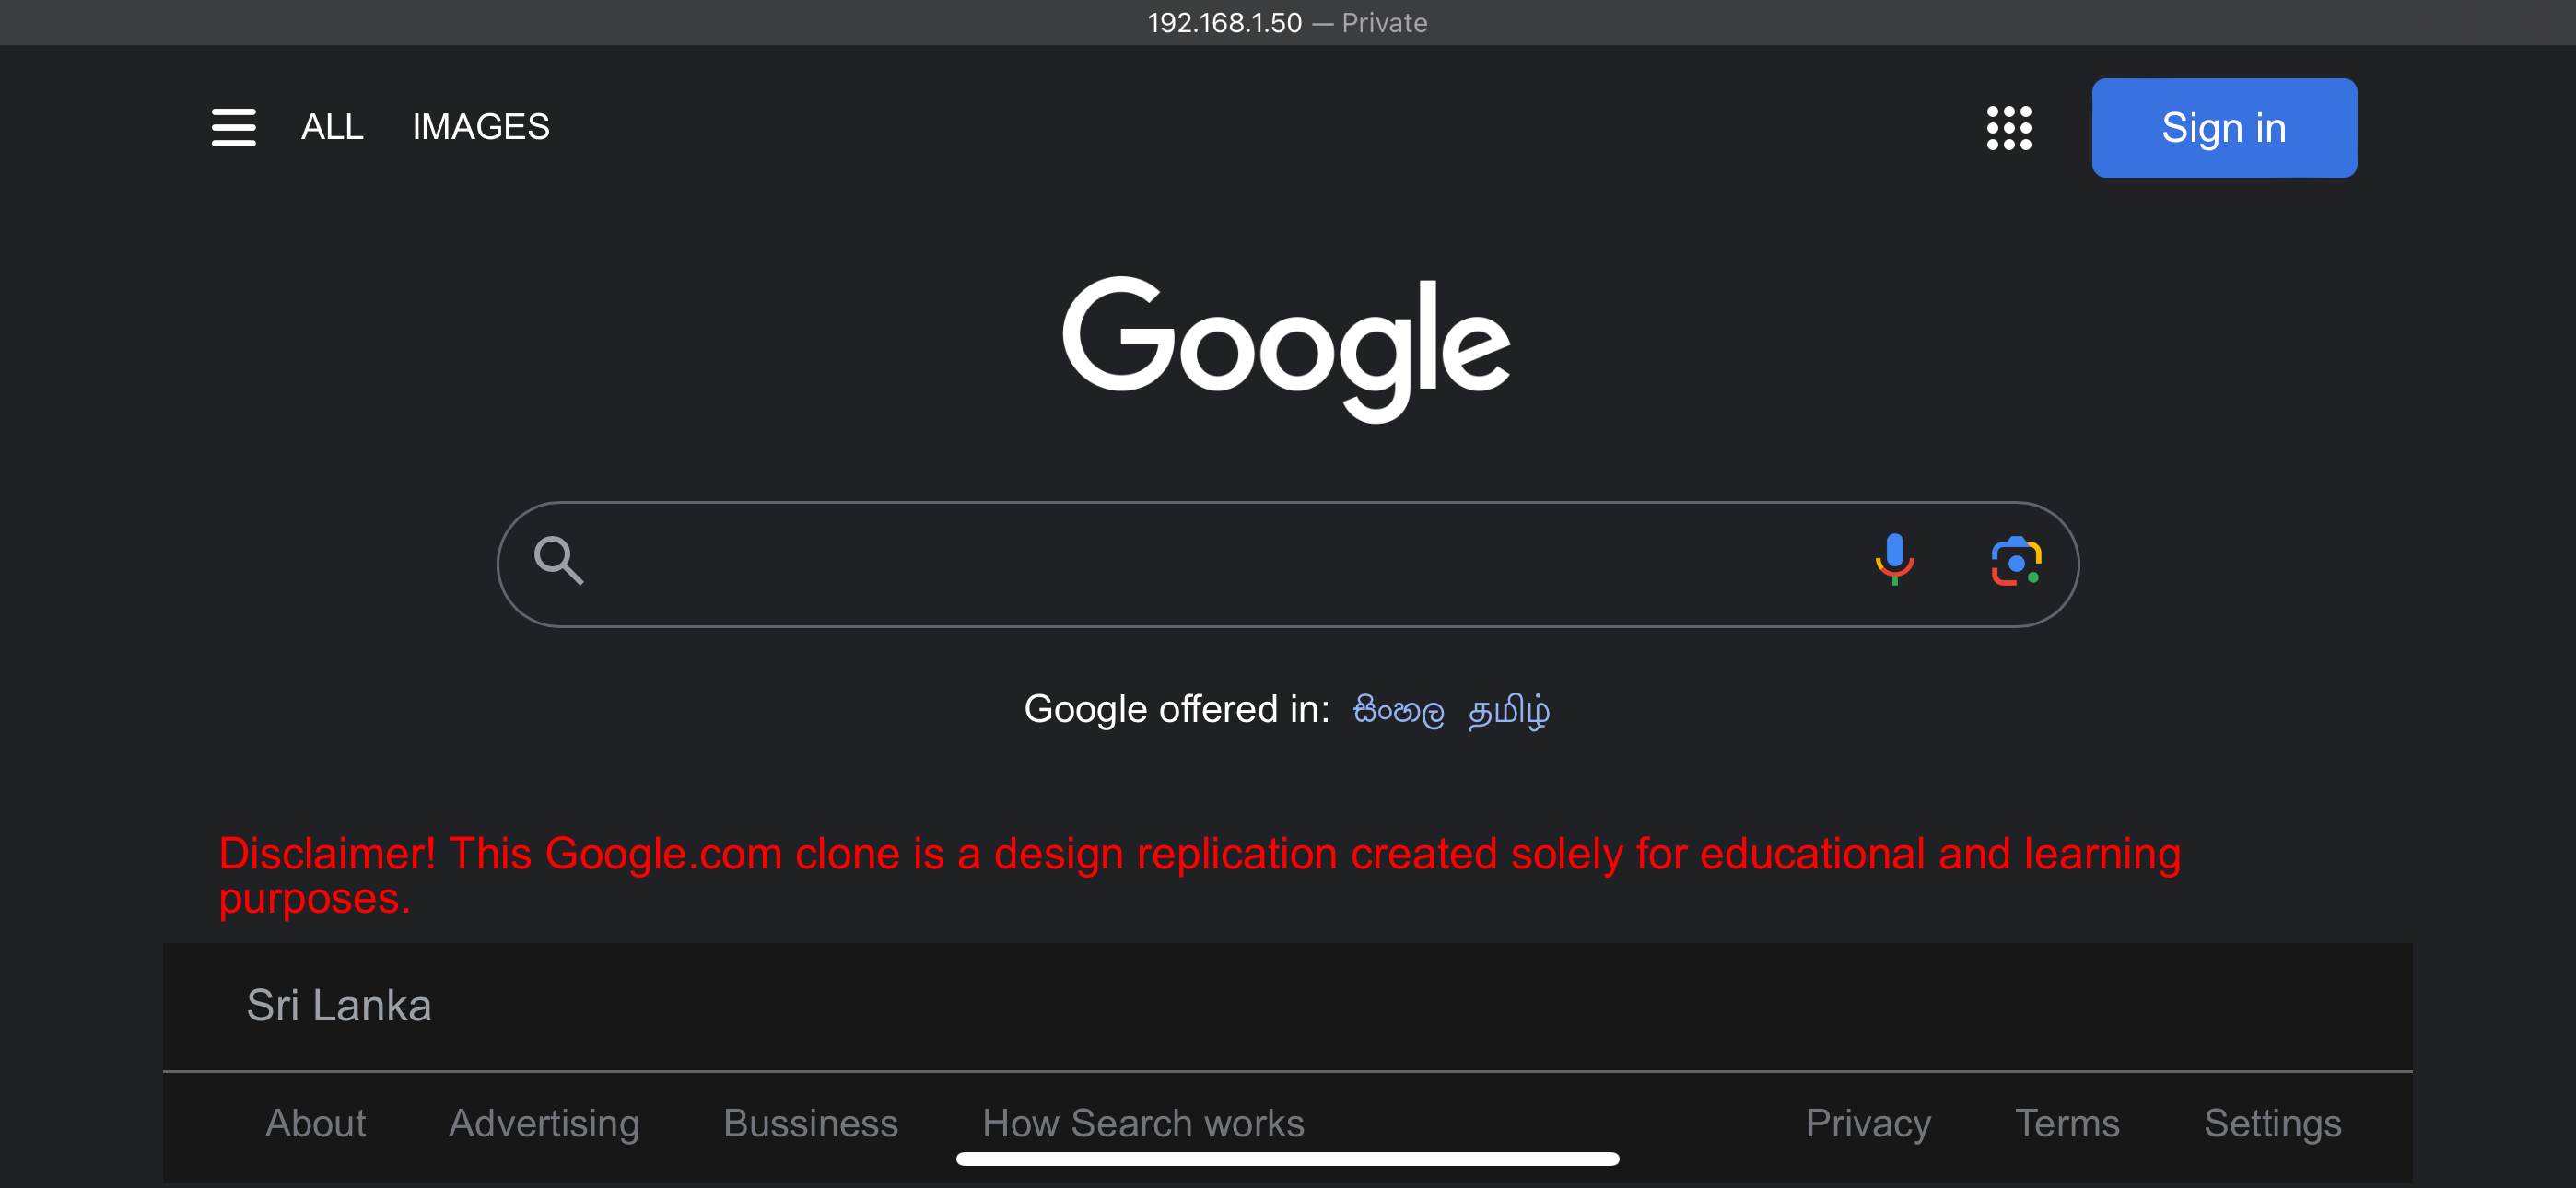 192.168.1.50 — Private
ALL IMAGES Sign in
Google
Google offered in: සිංහල தமிழ்
Disclaimer! This Google.com clone is a design replication created solely for educational and learning
purposes.
Sri Lanka
About Advertising Bussiness How Search works Privacy Terms Settings